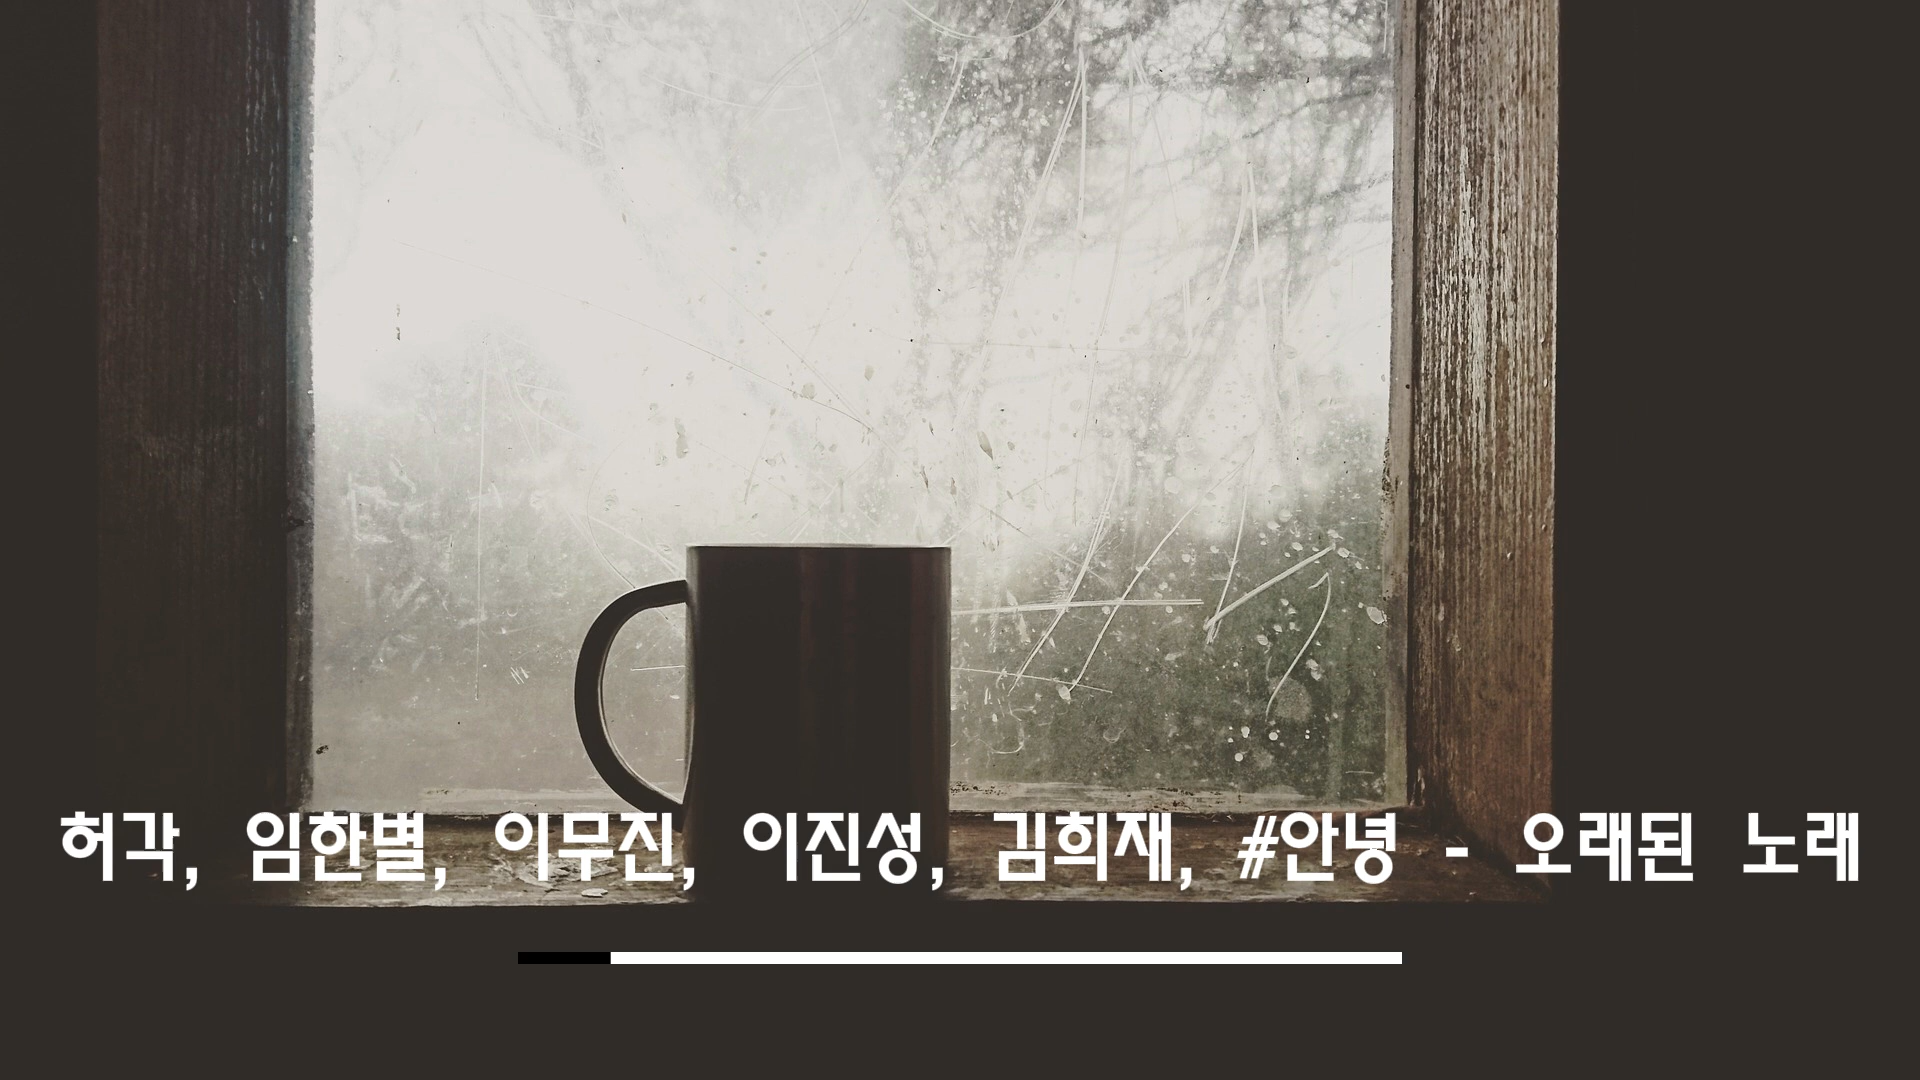 허각, 임한별, 이무진, 이진성, 김희재, #안녕 - 오래된 노래